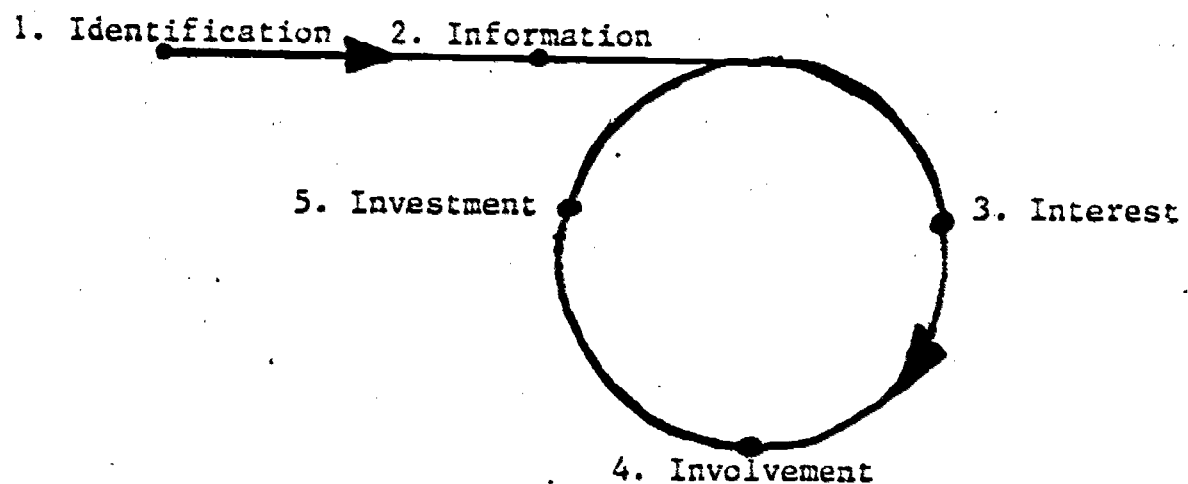 1. Identification
2. Information
3. Interest
4. Involvement
5. Investment